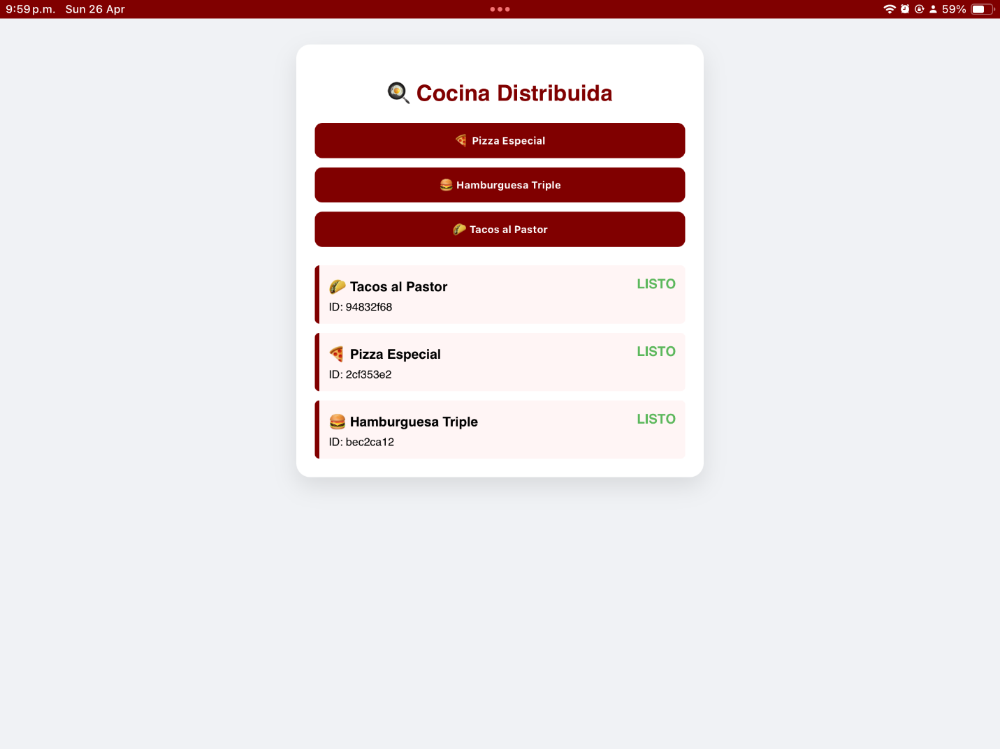 9:59 p.m. Sun 26 Apr
59%
🍳 Cocina Distribuida
🍕 Pizza Especial
🍔 Hamburguesa Triple
🌮 Tacos al Pastor
🌮 Tacos al Pastor
LISTO
ID: 94832f68
🍕 Pizza Especial
LISTO
ID: 2cf353e2
🍔 Hamburguesa Triple
LISTO
ID: bec2ca12